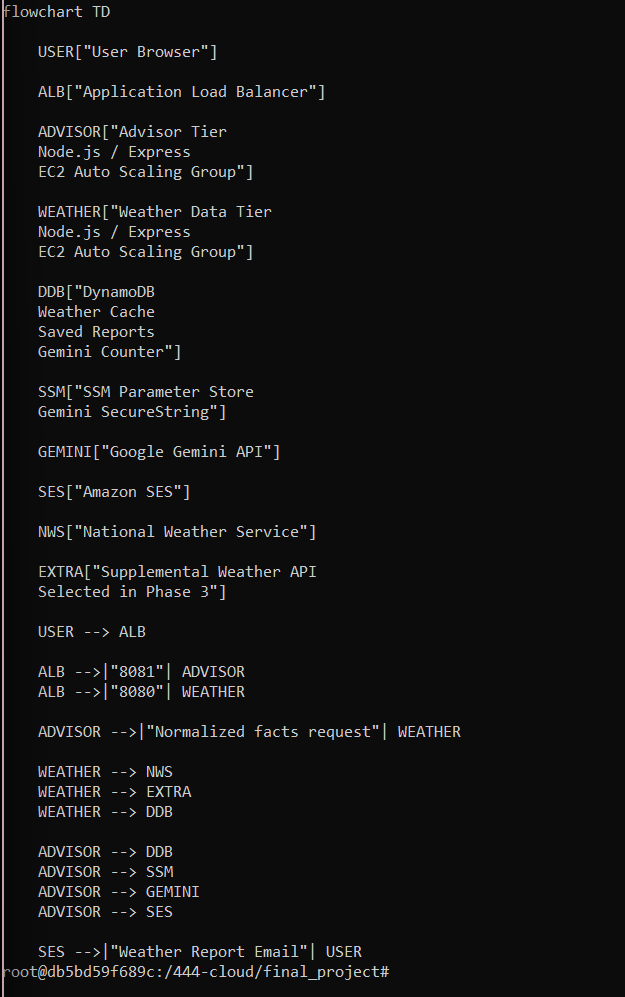 flowchart TD
USER["User Browser"]
ALB["Application Load Balancer"]
ADVISOR["Advisor Tier
Node.js / Express
EC2 Auto Scaling Group"]
WEATHER["Weather Data Tier
Node.js / Express
EC2 Auto Scaling Group"]
DDB["DynamoDB
Weather Cache
Saved Reports
Gemini Counter"]
SSM["SSM Parameter Store
Gemini SecureString"]
GEMINI["Google Gemini API"]
SES["Amazon SES"]
NWS["National Weather Service"]
EXTRA["Supplemental Weather API
Selected in Phase 3"]
USER --> ALB
ALB -->|"8081"| ADVISOR
ALB -->|"8080"| WEATHER
ADVISOR -->|"Normalized facts request"| WEATHER
WEATHER --> NWS
WEATHER --> EXTRA
WEATHER --> DDB
ADVISOR --> DDB
ADVISOR --> SSM
ADVISOR --> GEMINI
ADVISOR --> SES
SES -->|"Weather Report Email"| USER
root@db5bd59f689c:/444-cloud/final_project#